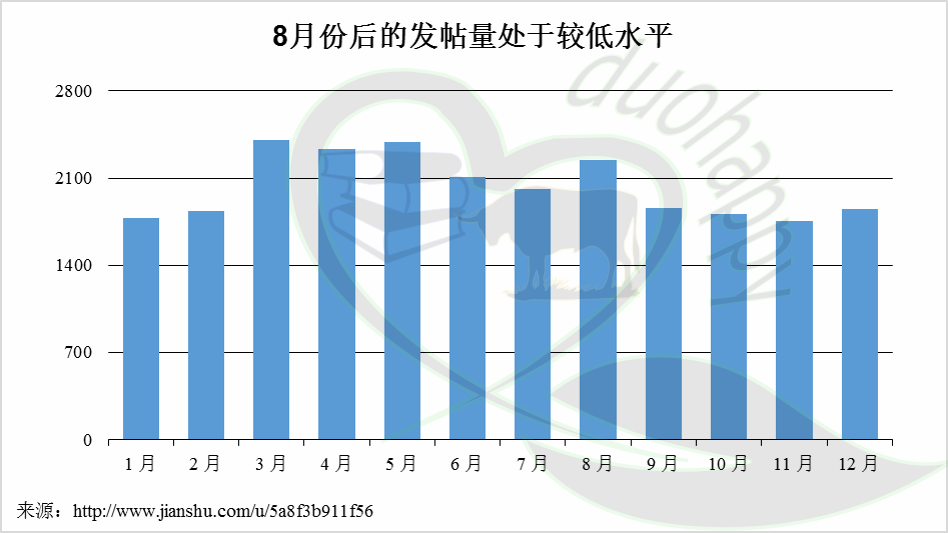 8月份后的发帖量处于较低水平
duohappy
2800
2100
1400
700
0
1月 2月 3月 4月 5月 6月 7月 8月 9月 10月 11月 12月
来源：http://www.jianshu.com/u/5a8f3b911f56